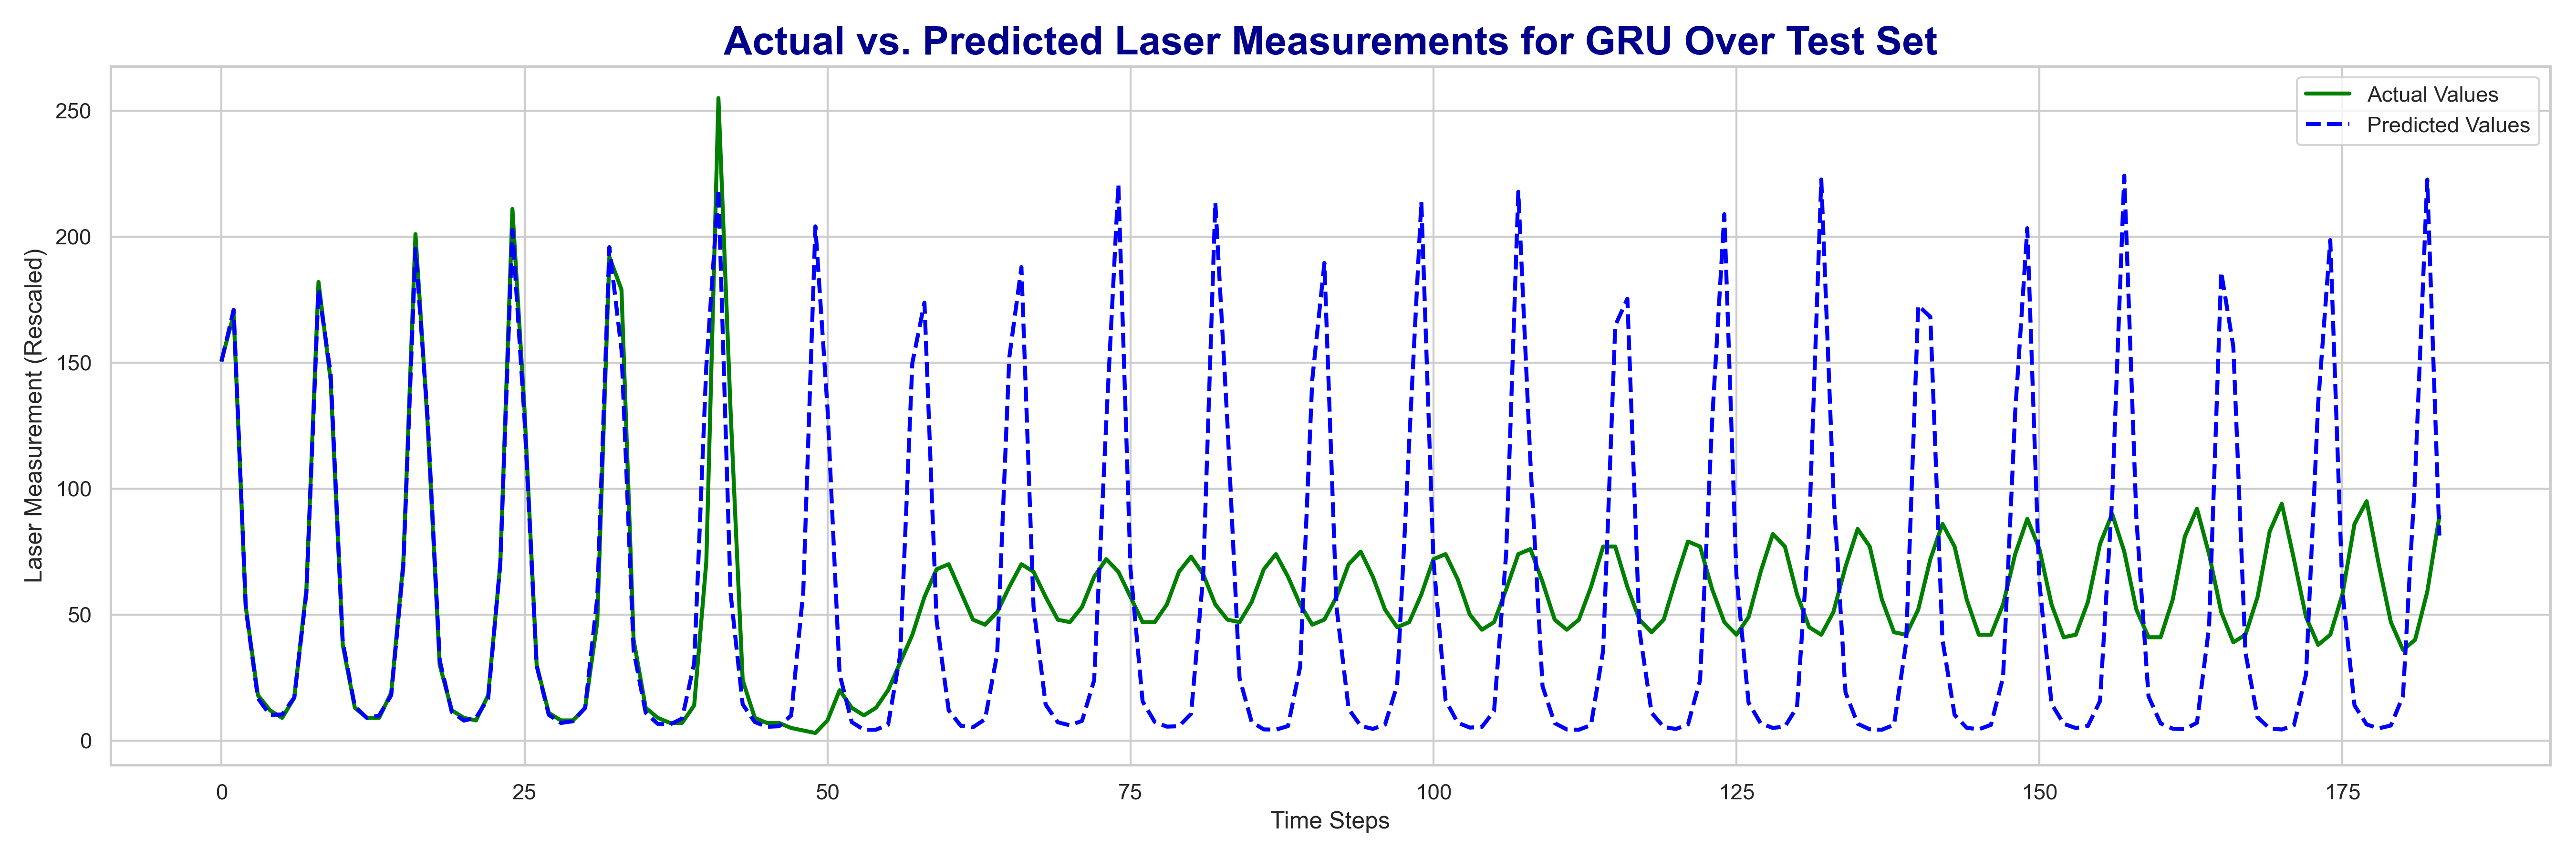 Actual vs. Predicted Laser Measurements for GRU Over Test Set
Actual Values
Predicted Values
Laser Measurement (Rescaled)
250
200
150
100
50
0
0 25 50 75 100 125 150 175
Time Steps